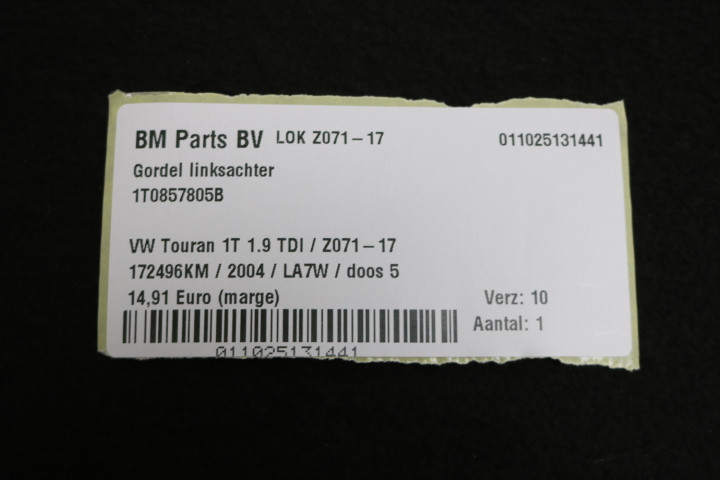 BM Parts BV LOK Z071-17 011025131441
Gordel linksachter
1T0857805B
VW Touran 1T 1.9 TDI / Z071-17
172496KM / 2004 / LA7W / doos 5
14,91 Euro (marge) Verz: 10
Aantal: 1
011025131441